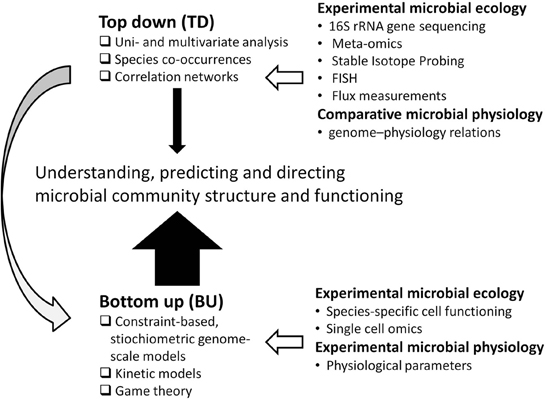 Top down (TD)
❑ Uni- and multivariate analysis
❑ Species co-occurrences
❑ Correlation networks
Experimental microbial ecology
• 16S rRNA gene sequencing
• Meta-omics
• Stable Isotope Probing
• FISH
• Flux measurements
Comparative microbial physiology
• genome–physiology relations
Understanding, predicting and directing
microbial community structure and functioning
Bottom up (BU)
❑ Constraint-based,
stiochiometric genome-
scale models
❑ Kinetic models
❑ Game theory
Experimental microbial ecology
• Species-specific cell functioning
• Single cell omics
Experimental microbial physiology
• Physiological parameters